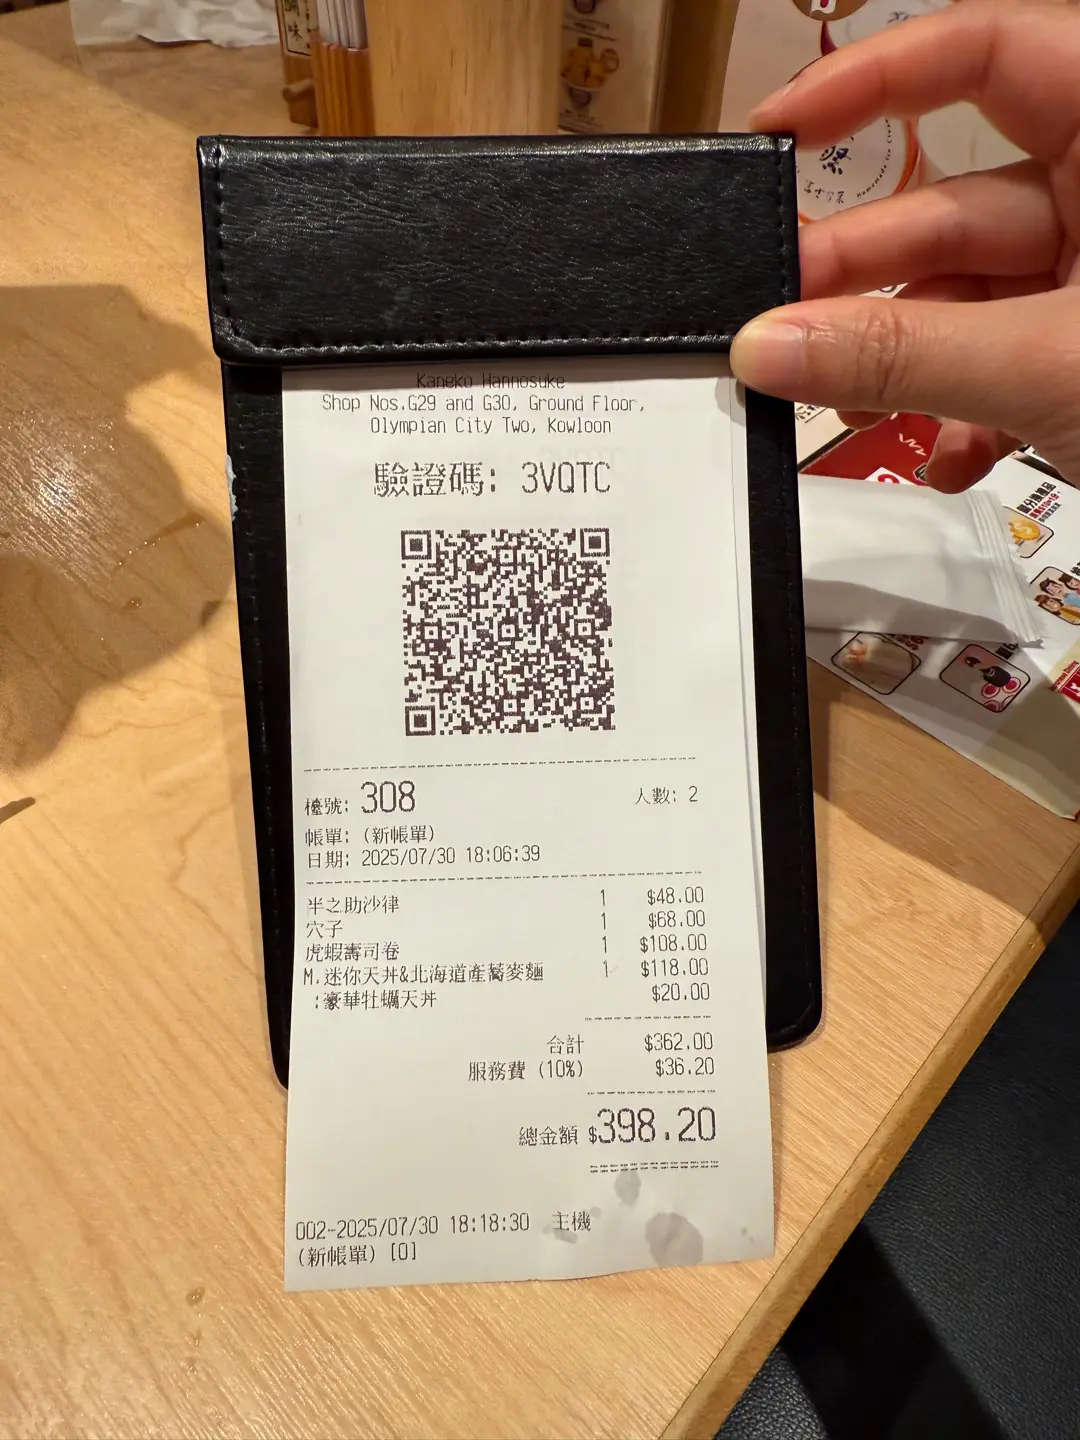 鯛味
Homemade Ice Cream
Kaneko Hannosuke
Shop Nos.G29 and G30, Ground Floor,
Olympian City Two, Kowloon
驗證碼: 3VQTC
檯號: 308 人數: 2
帳單: (新帳單)
日期: 2025/07/30 18:06:39
半之助沙律 1 $48.00
穴子 1 $68.00
虎蝦壽司卷 1 $108.00
M.迷你天丼&北海道產蕎麥麵 1 $118.00
:豪華牡蠣天丼 $20.00
合計 $362.00
服務費 (10%) $36.20
總金額 $398.20
002-2025/07/30 18:18:30 主機
(新帳單) [0]